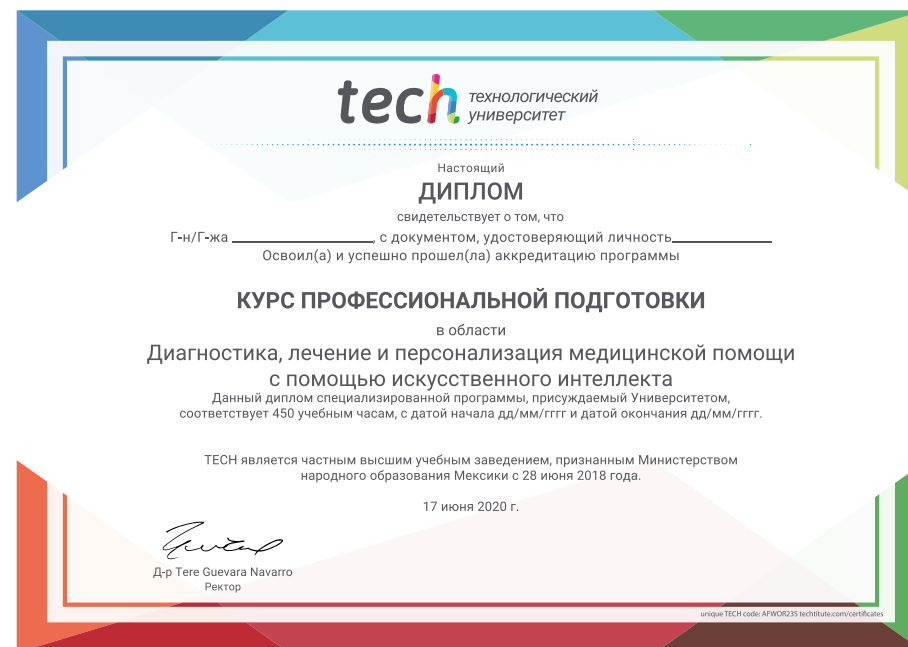 tech технологический
университет
Настоящий
ДИПЛОМ
свидетельствует о том, что
Г-н/Г-жа ____________________, с документом, удостоверяющий личность______________
Освоил(а) и успешно прошел(ла) аккредитацию программы
КУРС ПРОФЕССИОНАЛЬНОЙ ПОДГОТОВКИ
в области
Диагностика, лечение и персонализация медицинской помощи
с помощью искусственного интеллекта
Данный диплом специализированной программы, присуждаемый Университетом,
соответствует 450 учебным часам, с датой начала дд/мм/гггг и датой окончания дд/мм/гггг.
TECH является частным высшим учебным заведением, признанным Министерством
народного образования Мексики с 28 июня 2018 года.
17 июня 2020 г.
Д-р Tere Guevara Navarro
Ректор
unique TECH code: AFWOR23S techtitute.com/certificates